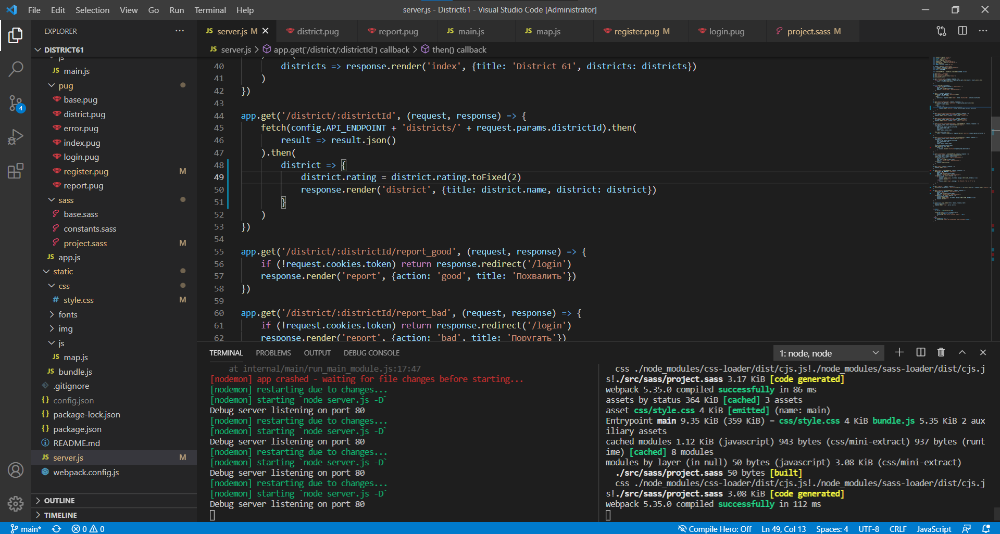 File Edit Selection View Go Run Terminal Help
server.js - District61 - Visual Studio Code [Administrator]
EXPLORER
DISTRICT61
js
JS main.js
pug
base.pug
district.pug
error.pug
index.pug
login.pug
register.pug M
report.pug
sass
base.sass
constants.sass
project.sass M
JS app.js
static
css
# style.css M
fonts
img
js
JS map.js
JS bundle.js
.gitignore
{} config.json
{} package-lock.json
{} package.json
README.md
JS server.js M
webpack.config.js
OUTLINE
TIMELINE
4
JS server.js M
district.pug
report.pug
JS main.js
JS map.js
register.pug M
login.pug
project.sass M
JS server.js > app.get('/district/:districtId') callback > then() callback
40 districts => response.render('index', {title: 'District 61', districts: districts})
41 )
42 })
43
44 app.get('/district/:districtId', (request, response) => {
45 fetch(config.API_ENDPOINT + 'districts/' + request.params.districtId).then(
46 result => result.json()
47 ).then(
48 district => {
49 district.rating = district.rating.toFixed(2)
50 response.render('district', {title: district.name, district: district})
51 }
52 )
53 })
54
55 app.get('/district/:districtId/report_good', (request, response) => {
56 if (!request.cookies.token) return response.redirect('/login')
57 response.render('report', {action: 'good', title: 'Похвалить'})
58 })
59
60 app.get('/district/:districtId/report_bad', (request, response) => {
61 if (!request.cookies.token) return response.redirect('/login')
62 response.render('report', {action: 'bad', title: 'Поругать'})
TERMINAL PROBLEMS OUTPUT DEBUG CONSOLE
1: node, node
at internal/main/run_main_module.js:17:47
[nodemon] app crashed - waiting for file changes before starting...
[nodemon] restarting due to changes...
[nodemon] starting `node server.js -D`
Debug server listening on port 80
[nodemon] restarting due to changes...
[nodemon] starting `node server.js -D`
Debug server listening on port 80
[nodemon] restarting due to changes...
[nodemon] starting `node server.js -D`
Debug server listening on port 80
[nodemon] restarting due to changes...
[nodemon] starting `node server.js -D`
Debug server listening on port 80
css ./node_modules/css-loader/dist/cjs.js!./node_modules/sass-loader/dist/cjs.j
s!./src/sass/project.sass 3.17 KiB [code generated]
webpack 5.35.0 compiled successfully in 86 ms
assets by status 364 KiB [cached] 3 assets
asset css/style.css 4 KiB [emitted] (name: main)
Entrypoint main 9.35 KiB (359 KiB) = css/style.css 4 KiB bundle.js 5.35 KiB 2 aux
iliary assets
cached modules 1.12 KiB (javascript) 943 bytes (css/mini-extract) 937 bytes (runt
ime) [cached] 8 modules
modules by layer (in null) 50 bytes (javascript) 3.08 KiB (css/mini-extract)
./src/sass/project.sass 50 bytes [built]
css ./node_modules/css-loader/dist/cjs.js!./node_modules/sass-loader/dist/cjs.j
s!./src/sass/project.sass 3.08 KiB [code generated]
webpack 5.35.0 compiled successfully in 112 ms
main* 0 0
Compile Hero: Off Ln 49, Col 13 Spaces: 4 UTF-8 CRLF JavaScript